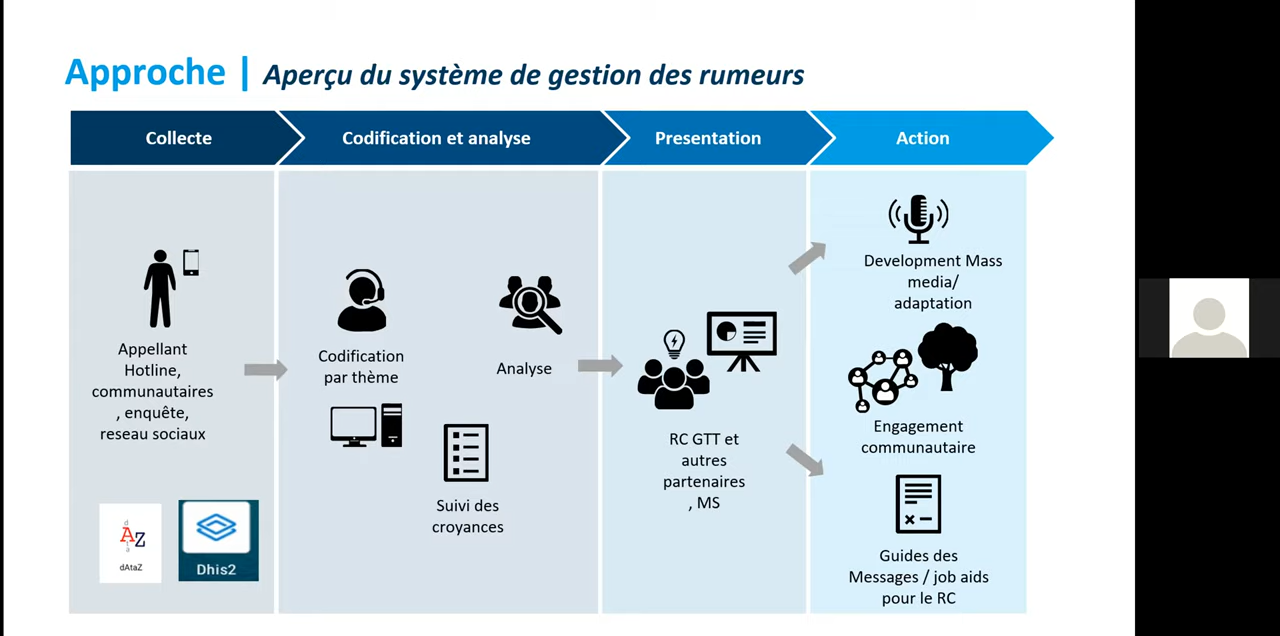 Approche | Aperçu du système de gestion des rumeurs
Collecte
Codification et analyse
Presentation
Action
Appellant
Hotline,
communautaires
, enquête,
reseau sociaux
dAtaZ
Dhis2
Codification
par thème
Suivi des
croyances
Analyse
RC GTT et
autres
partenaires
, MS
Development Mass
media/
adaptation
Engagement
communautaire
Guides des
Messages / job aids
pour le RC